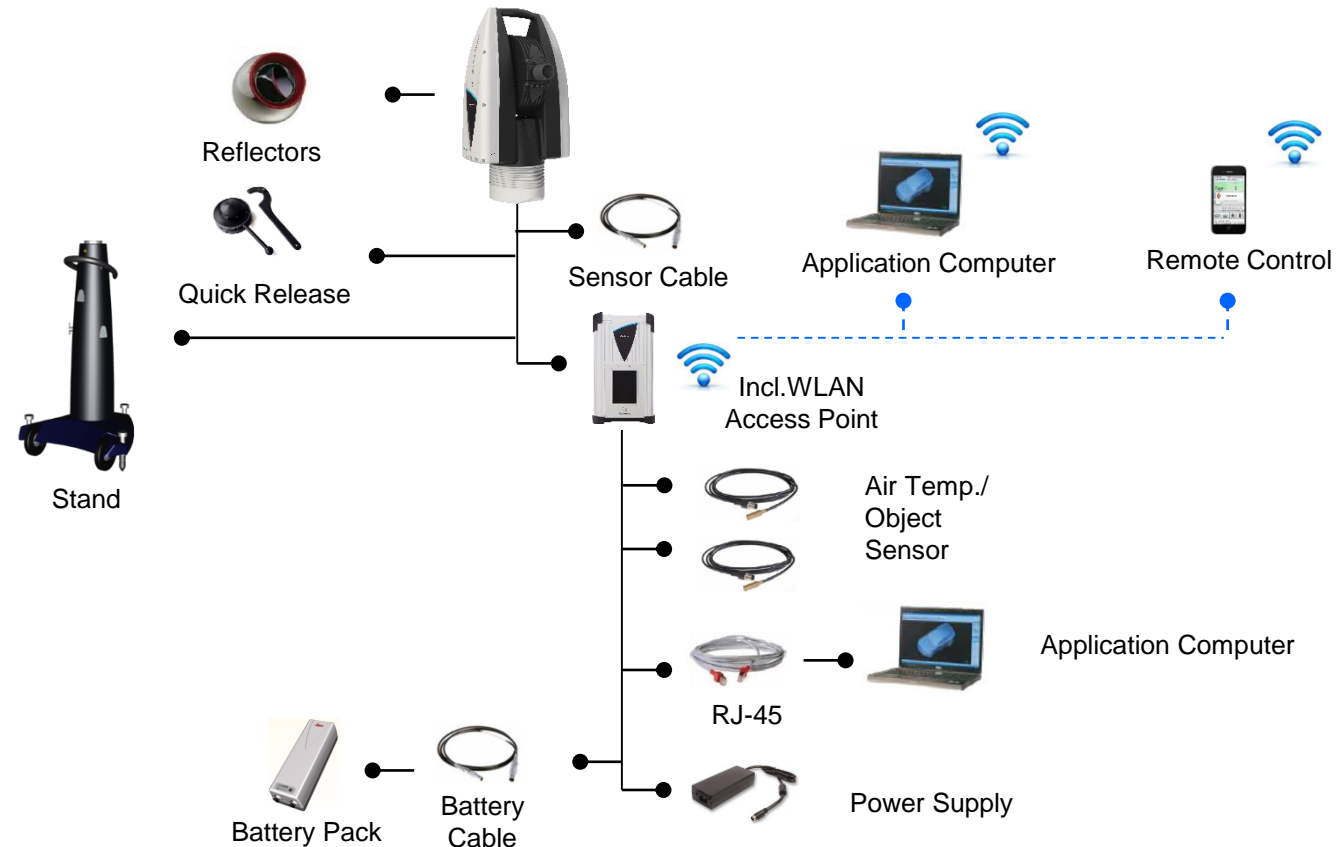 Reflectors
Quick Release
Sensor Cable
Application Computer
Remote Control
Incl.WLAN
Access Point
Stand
Air Temp./
Object
Sensor
Application Computer
RJ-45
Battery Pack
Battery
Cable
Power Supply